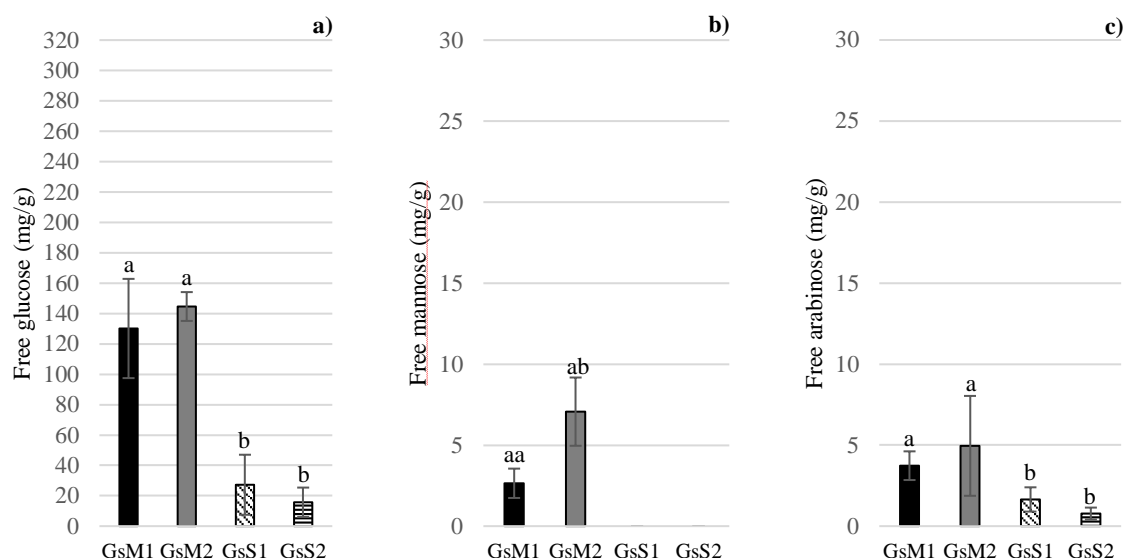 a)
Free glucose (mg/g)
320
300
280
260
240
220
200
180
160
140
120
100
80
60
40
20
0
a
a
b
b
GsM1 GsM2 GsS1 GsS2
b)
Free mannose (mg/g)
30
25
20
15
10
5
0
aa
ab
GsM1 GsM2 GsS1 GsS2
c)
Free arabinose (mg/g)
30
25
20
15
10
5
0
a
a
b
b
GsM1 GsM2 GsS1 GsS2